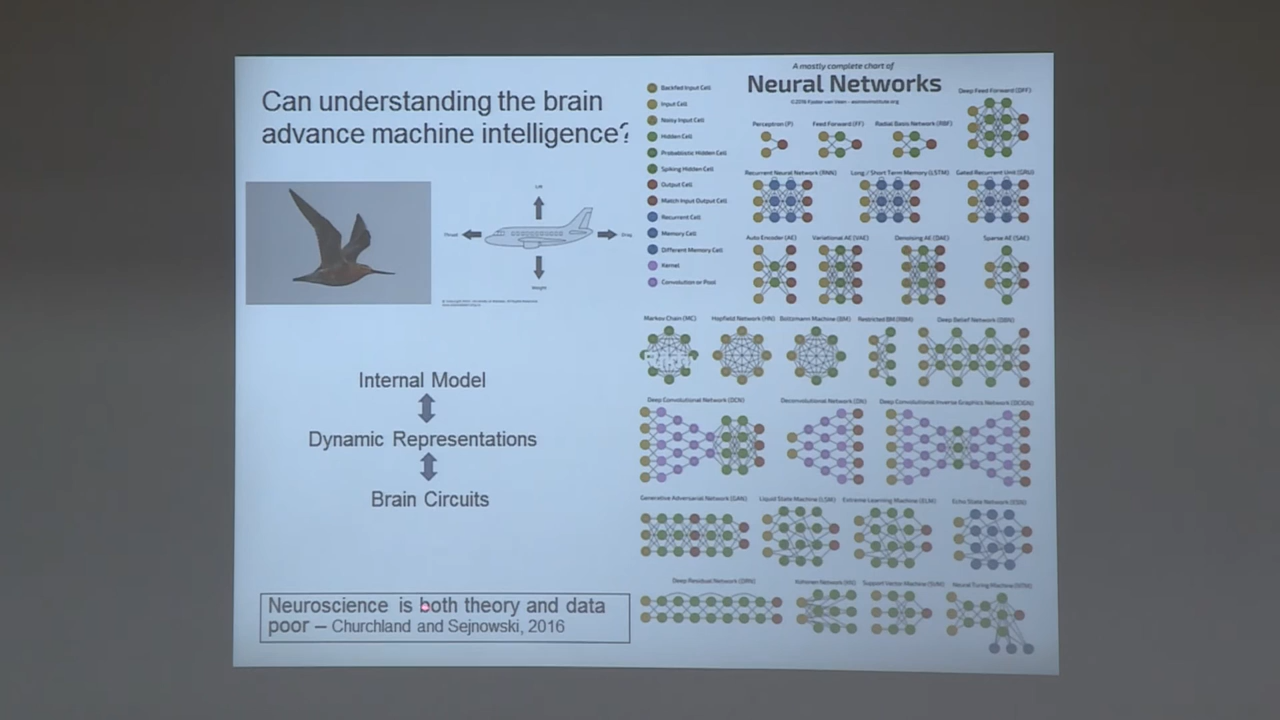 Can understanding the brain
advance machine intelligence?
Lift
Thrust
Drag
Weight
Internal Model
Dynamic Representations
Brain Circuits
Neuroscience is both theory and data
poor – Churchland and Sejnowski, 2016
A mostly complete chart of
Neural Networks
©2016 Fjodor van Veen - asimovinstitute.org
Backfed Input Cell
Input Cell
Noisy Input Cell
Hidden Cell
Probablistic Hidden Cell
Spiking Hidden Cell
Output Cell
Match Input Output Cell
Recurrent Cell
Memory Cell
Different Memory Cell
Kernel
Convolution or Pool
Deep Feed Forward (DFF)
Perceptron (P)
Feed Forward (FF)
Radial Basis Network (RBF)
Recurrent Neural Network (RNN)
Long / Short Term Memory (LSTM)
Gated Recurrent Unit (GRU)
Auto Encoder (AE)
Variational AE (VAE)
Denoising AE (DAE)
Sparse AE (SAE)
Markov Chain (MC)
Hopfield Network (HN)
Boltzmann Machine (BM)
Restricted BM (RBM)
Deep Belief Network (DBN)
Deep Convolutional Network (DCN)
Deconvolutional Network (DN)
Deep Convolutional Inverse Graphics Network (DCIGN)
Generative Adversarial Network (GAN)
Liquid State Machine (LSM)
Extreme Learning Machine (ELM)
Echo State Network (ESN)
Deep Residual Network (DRN)
Kohonen Network (KN)
Support Vector Machine (SVM)
Neural Turing Machine (NTM)